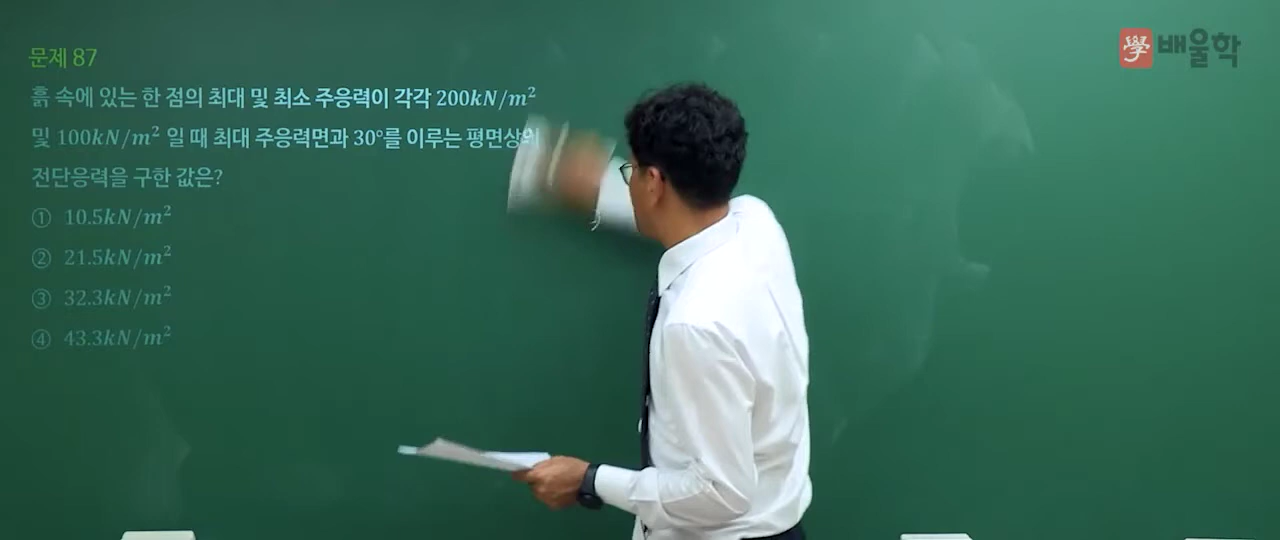 문제 87
學 배울학
흙 속에 있는 한 점의 최대 및 최소 주응력이 각각 200kN/m²
및 100kN/m² 일 때 최대 주응력면과 30°를 이루는 평면상의
전단응력을 구한 값은?
① 10.5kN/m²
② 21.5kN/m²
③ 32.3kN/m²
④ 43.3kN/m²